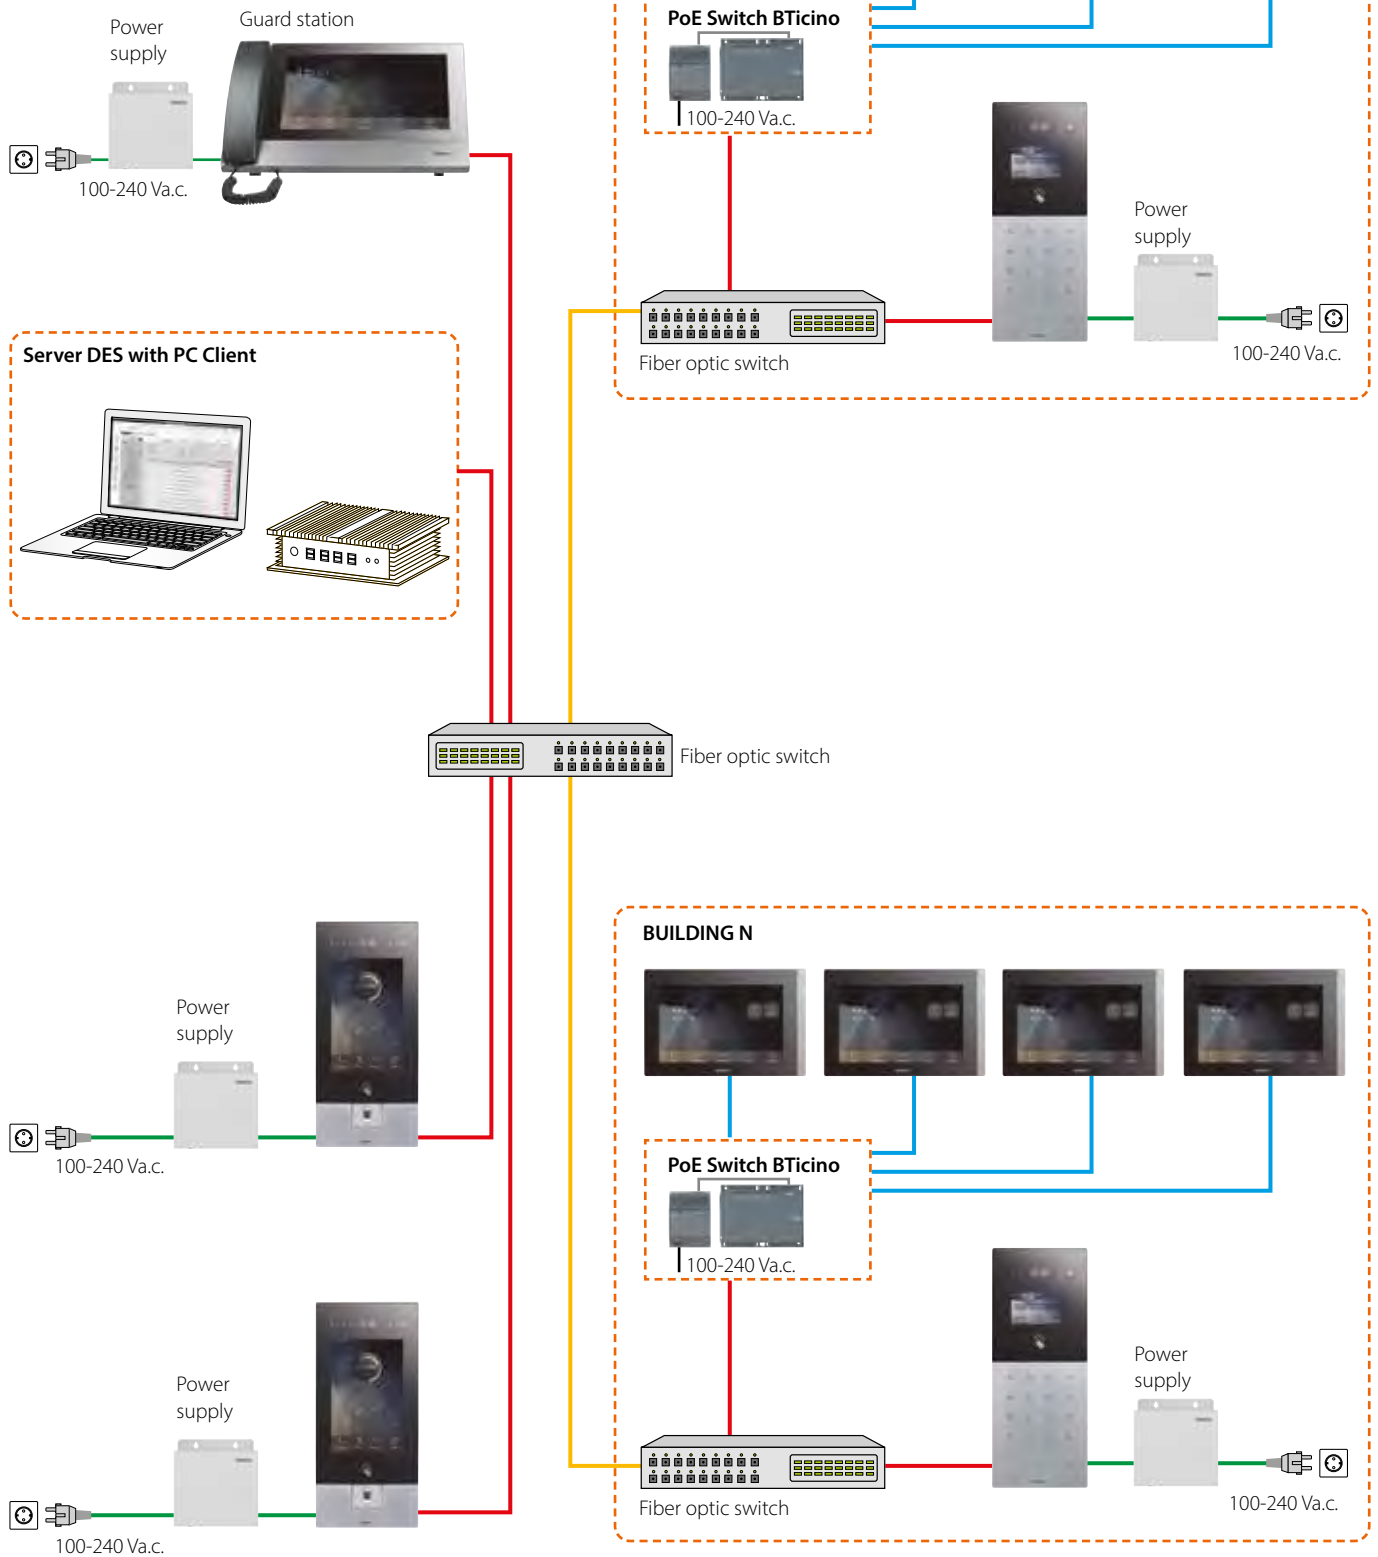 Power
supply
Guard station
100-240 Va.c.
PoE Switch BTicino
100-240 Va.c.
Power
supply
100-240 Va.c.
Fiber optic switch
Server DES with PC Client
Fiber optic switch
BUILDING N
Power
supply
100-240 Va.c.
PoE Switch BTicino
100-240 Va.c.
Power
supply
100-240 Va.c.
Fiber optic switch
Power
supply
100-240 Va.c.